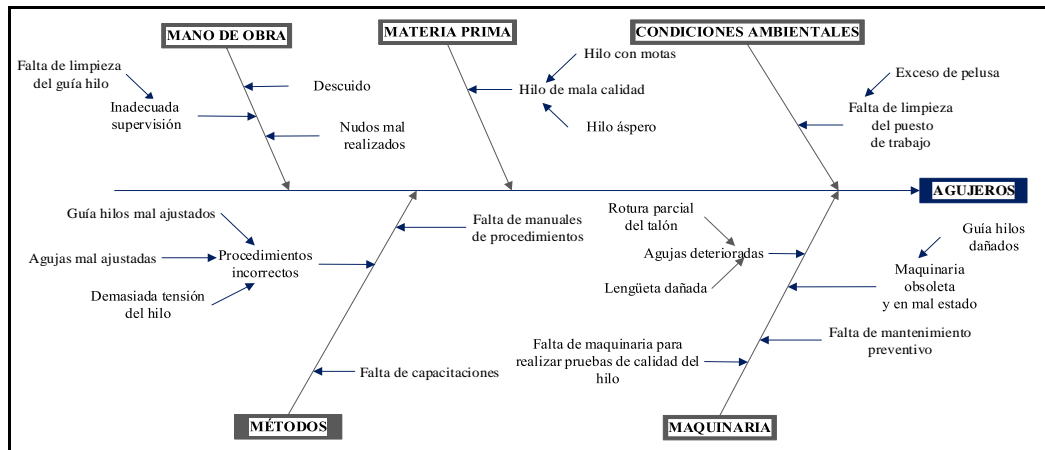 MANO DE OBRA
MATERIA PRIMA
CONDICIONES AMBIENTALES
Falta de limpieza
del guía hilo
Inadecuada
supervisión
Descuido
Nudos mal
realizados
Hilo con motas
Hilo de mala calidad
Hilo áspero
Exceso de pelusa
Falta de limpieza
del puesto
de trabajo
AGUJEROS
Guía hilos mal ajustados
Agujas mal ajustadas
Procedimientos
incorrectos
Demasiada tensión
del hilo
Falta de manuales
de procedimientos
Falta de capacitaciones
Rotura parcial
del talón
Agujas deterioradas
Lengüeta dañada
Guía hilos
dañados
Maquinaria
obsoleta
y en mal estado
Falta de mantenimiento
preventivo
Falta de maquinaria para
realizar pruebas de calidad del
hilo
MÉTODOS
MAQUINARIA